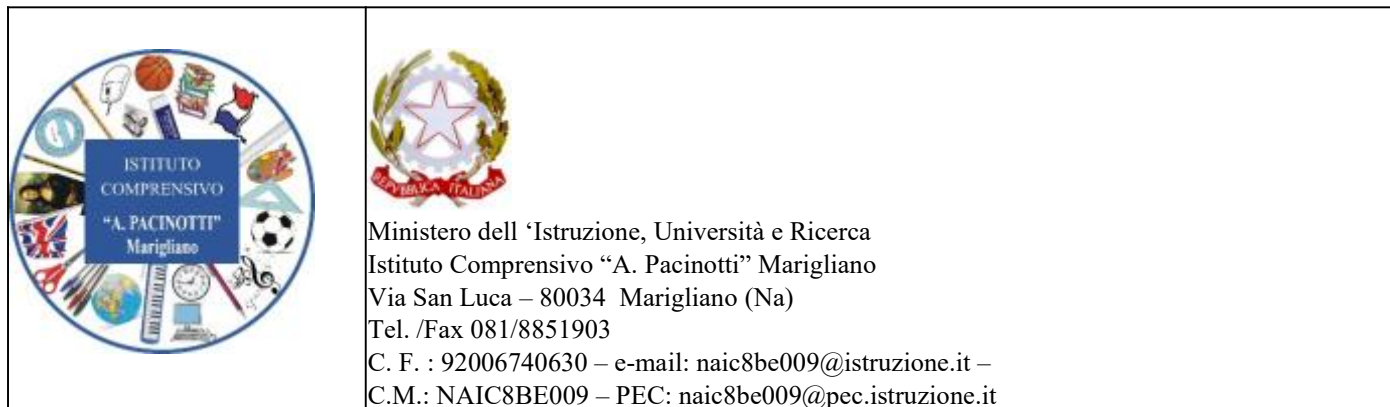 ISTITUTO
COMPRENSIVO
“A. PACINOTTI”
Marigliano
REPVBBLICA ITALIANA
Ministero dell ‘Istruzione, Università e Ricerca
Istituto Comprensivo “A. Pacinotti” Marigliano
Via San Luca – 80034 Marigliano (Na)
Tel. /Fax 081/8851903
C. F. : 92006740630 – e-mail: naic8be009@istruzione.it –
C.M.: NAIC8BE009 – PEC: naic8be009@pec.istruzione.it